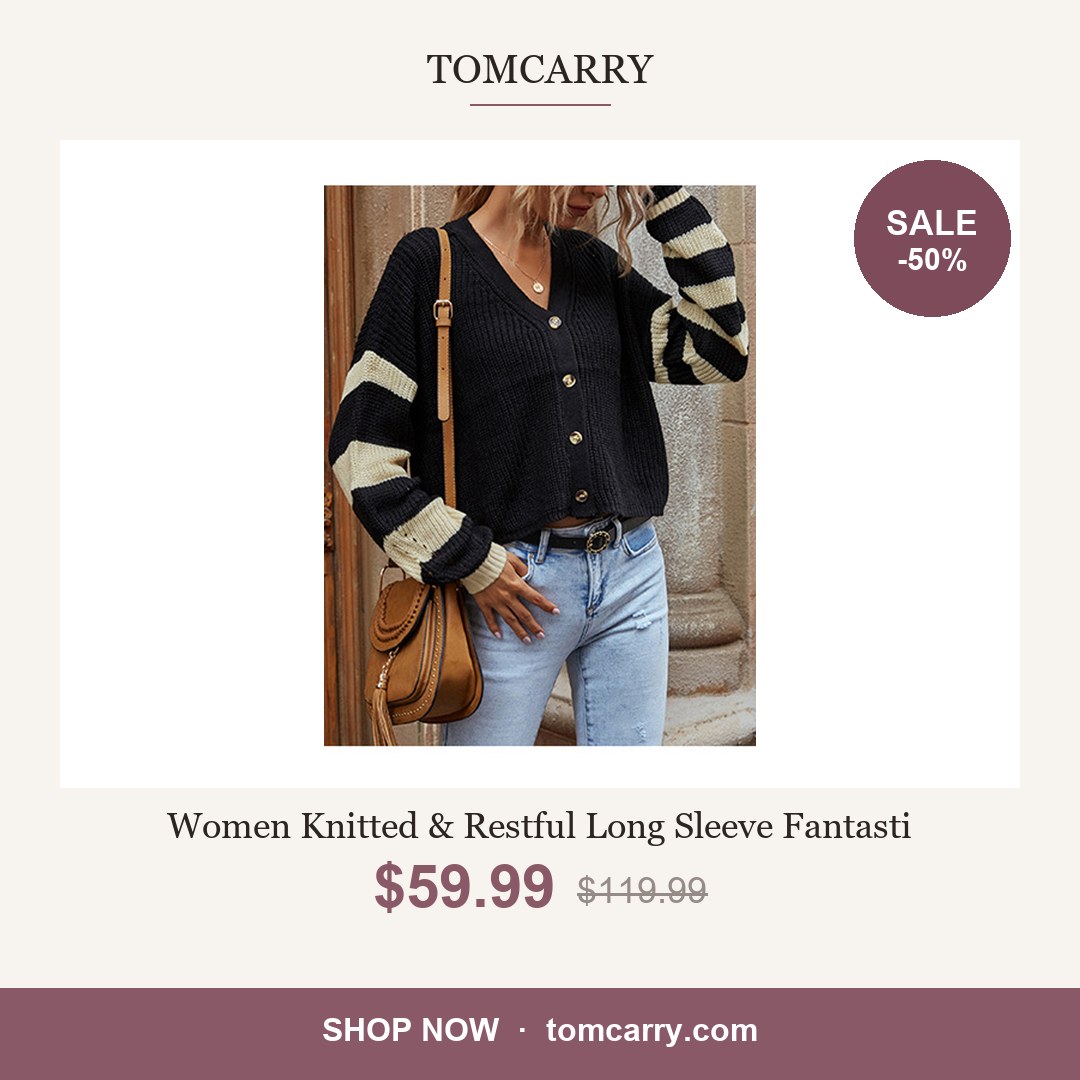 TOMCARRY
SALE
-50%
Women Knitted & Restful Long Sleeve Fantasti
$59.99 $119.99
SHOP NOW · tomcarry.com